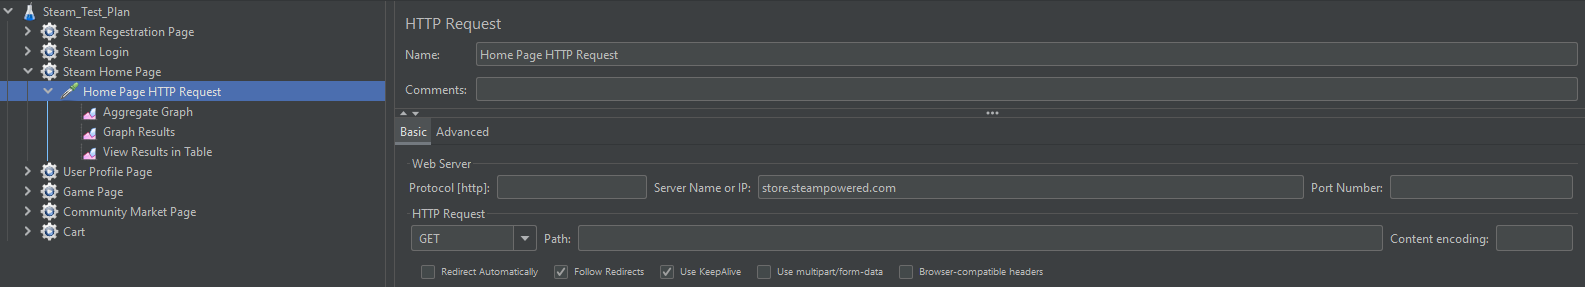 Steam_Test_Plan
Steam Regestration Page
Steam Login
Steam Home Page
Home Page HTTP Request
Aggregate Graph
Graph Results
View Results in Table
User Profile Page
Game Page
Community Market Page
Cart
HTTP Request
Name: Home Page HTTP Request
Comments:
Basic Advanced
Web Server
Protocol [http]: Server Name or IP: store.steampowered.com Port Number:
HTTP Request
GET Path: Content encoding:
Redirect Automatically Follow Redirects Use KeepAlive Use multipart/form-data Browser-compatible headers